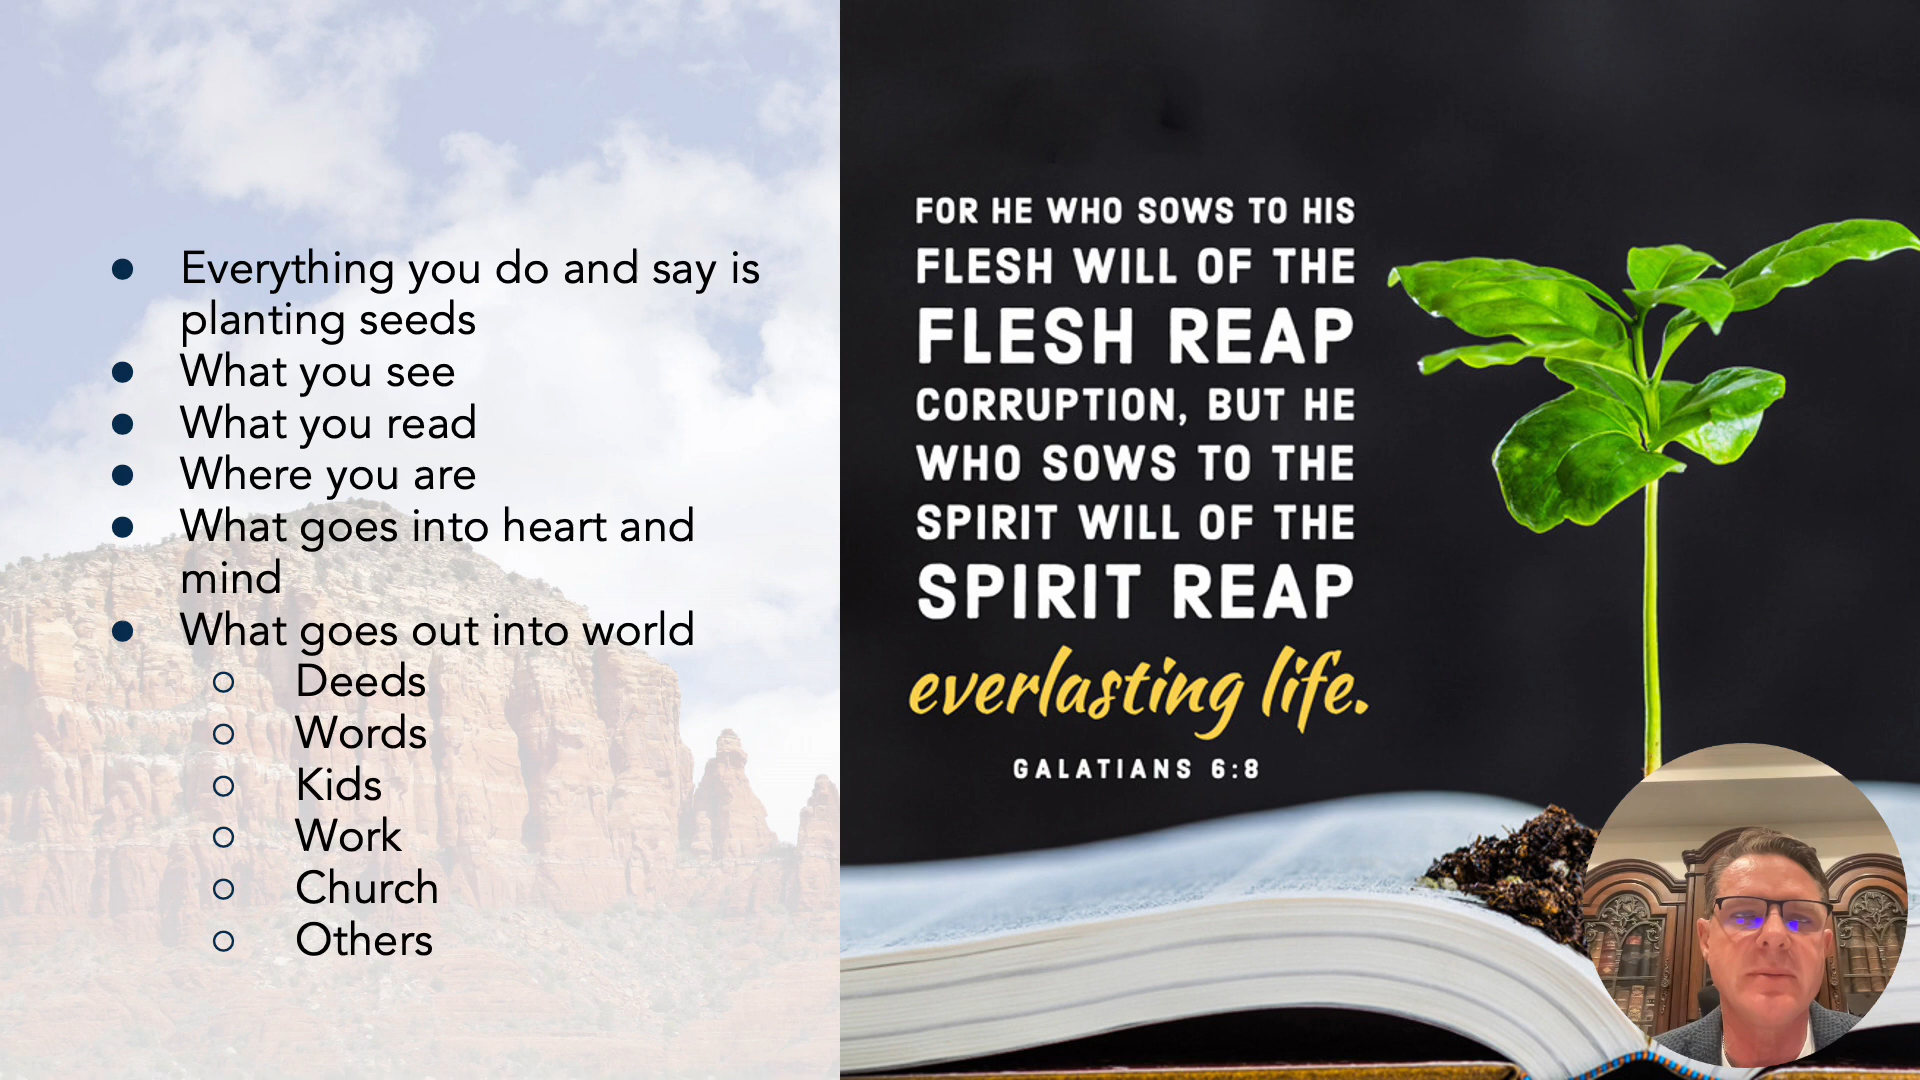 Everything you do and say is
planting seeds
What you see
What you read
Where you are
What goes into heart and
mind
What goes out into world
Deeds
Words
Kids
Work
Church
Others
FOR HE WHO SOWS TO HIS
FLESH WILL OF THE
FLESH REAP
CORRUPTION, BUT HE
WHO SOWS TO THE
SPIRIT WILL OF THE
SPIRIT REAP
everlasting life.
GALATIANS 6:8